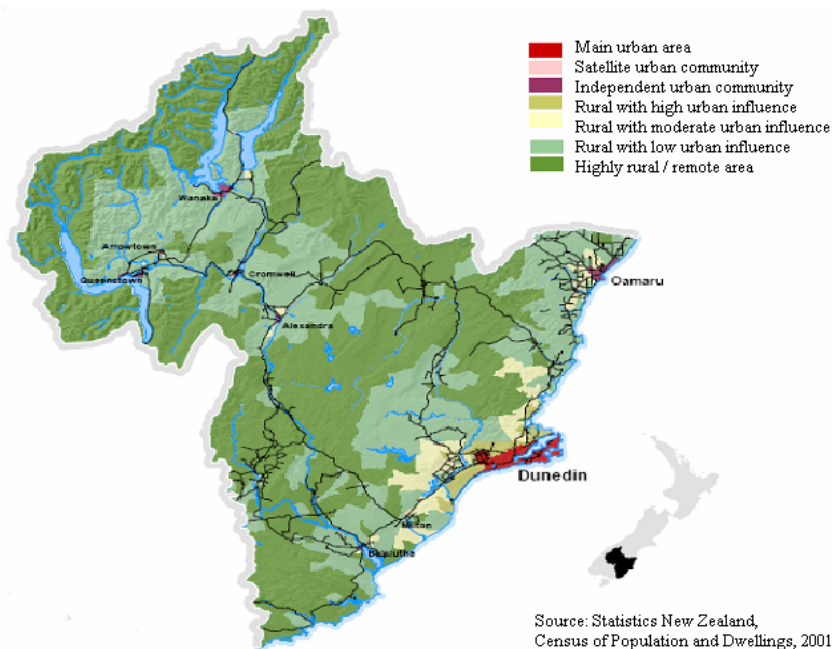 Main urban area
Satellite urban community
Independent urban community
Rural with high urban influence
Rural with moderate urban influence
Rural with low urban influence
Highly rural / remote area
Wanaka
Arrowtown
Queenstown
Cromwell
Alexandra
Oamaru
Dunedin
Milton
Balclutha
Source: Statistics New Zealand,
Census of Population and Dwellings, 2001